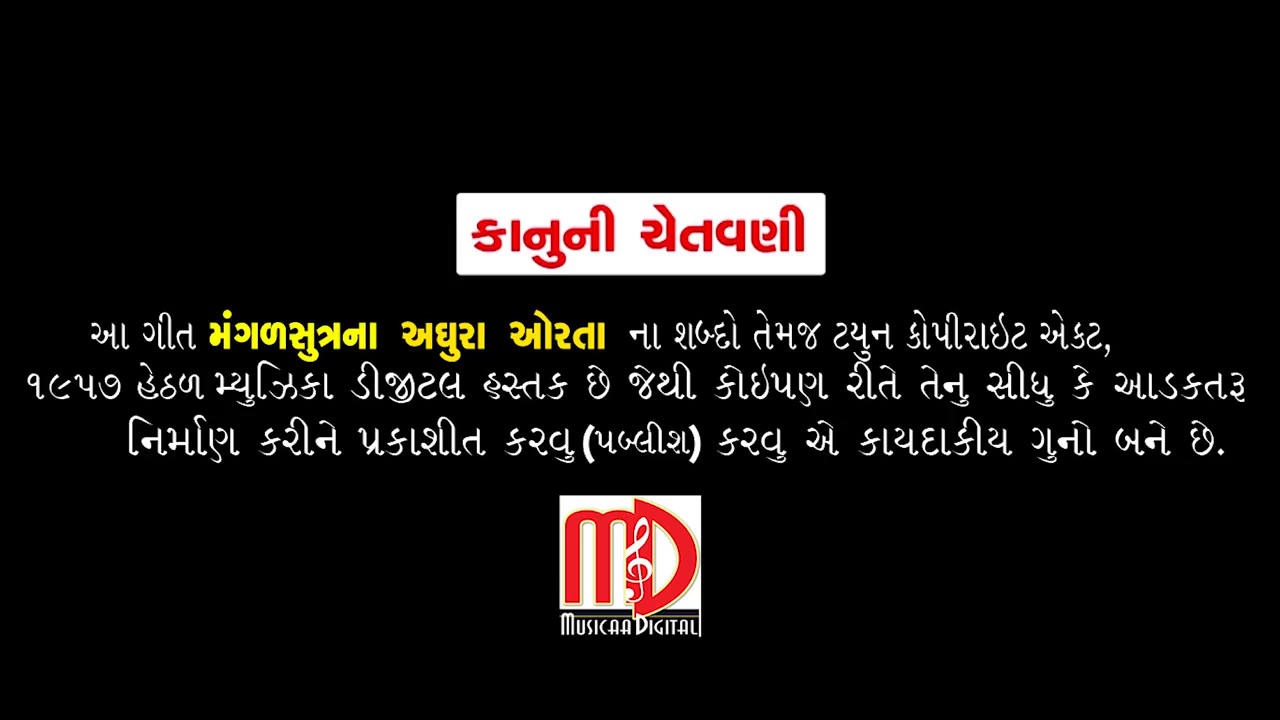 કાનુની ચેતવણી
આ ગીત મંગળસુત્રના અધુરા ઓરતા ના શબ્દો તેમજ ટયુન કોપીરાઇટ એકટ,
૧૯૫૭ હેઠળ મ્યુઝિકા ડીજીટલ હસ્તક છે જેથી કોઇપણ રીતે તેનુ સીધુ કે આડકતરૂ
નિર્માણ કરીને પ્રકાશીત કરવુ (પબ્લીશ) કરવુ એ કાયદાકીય ગુનો બને છે.
MD
MUSICAA DIGITAL